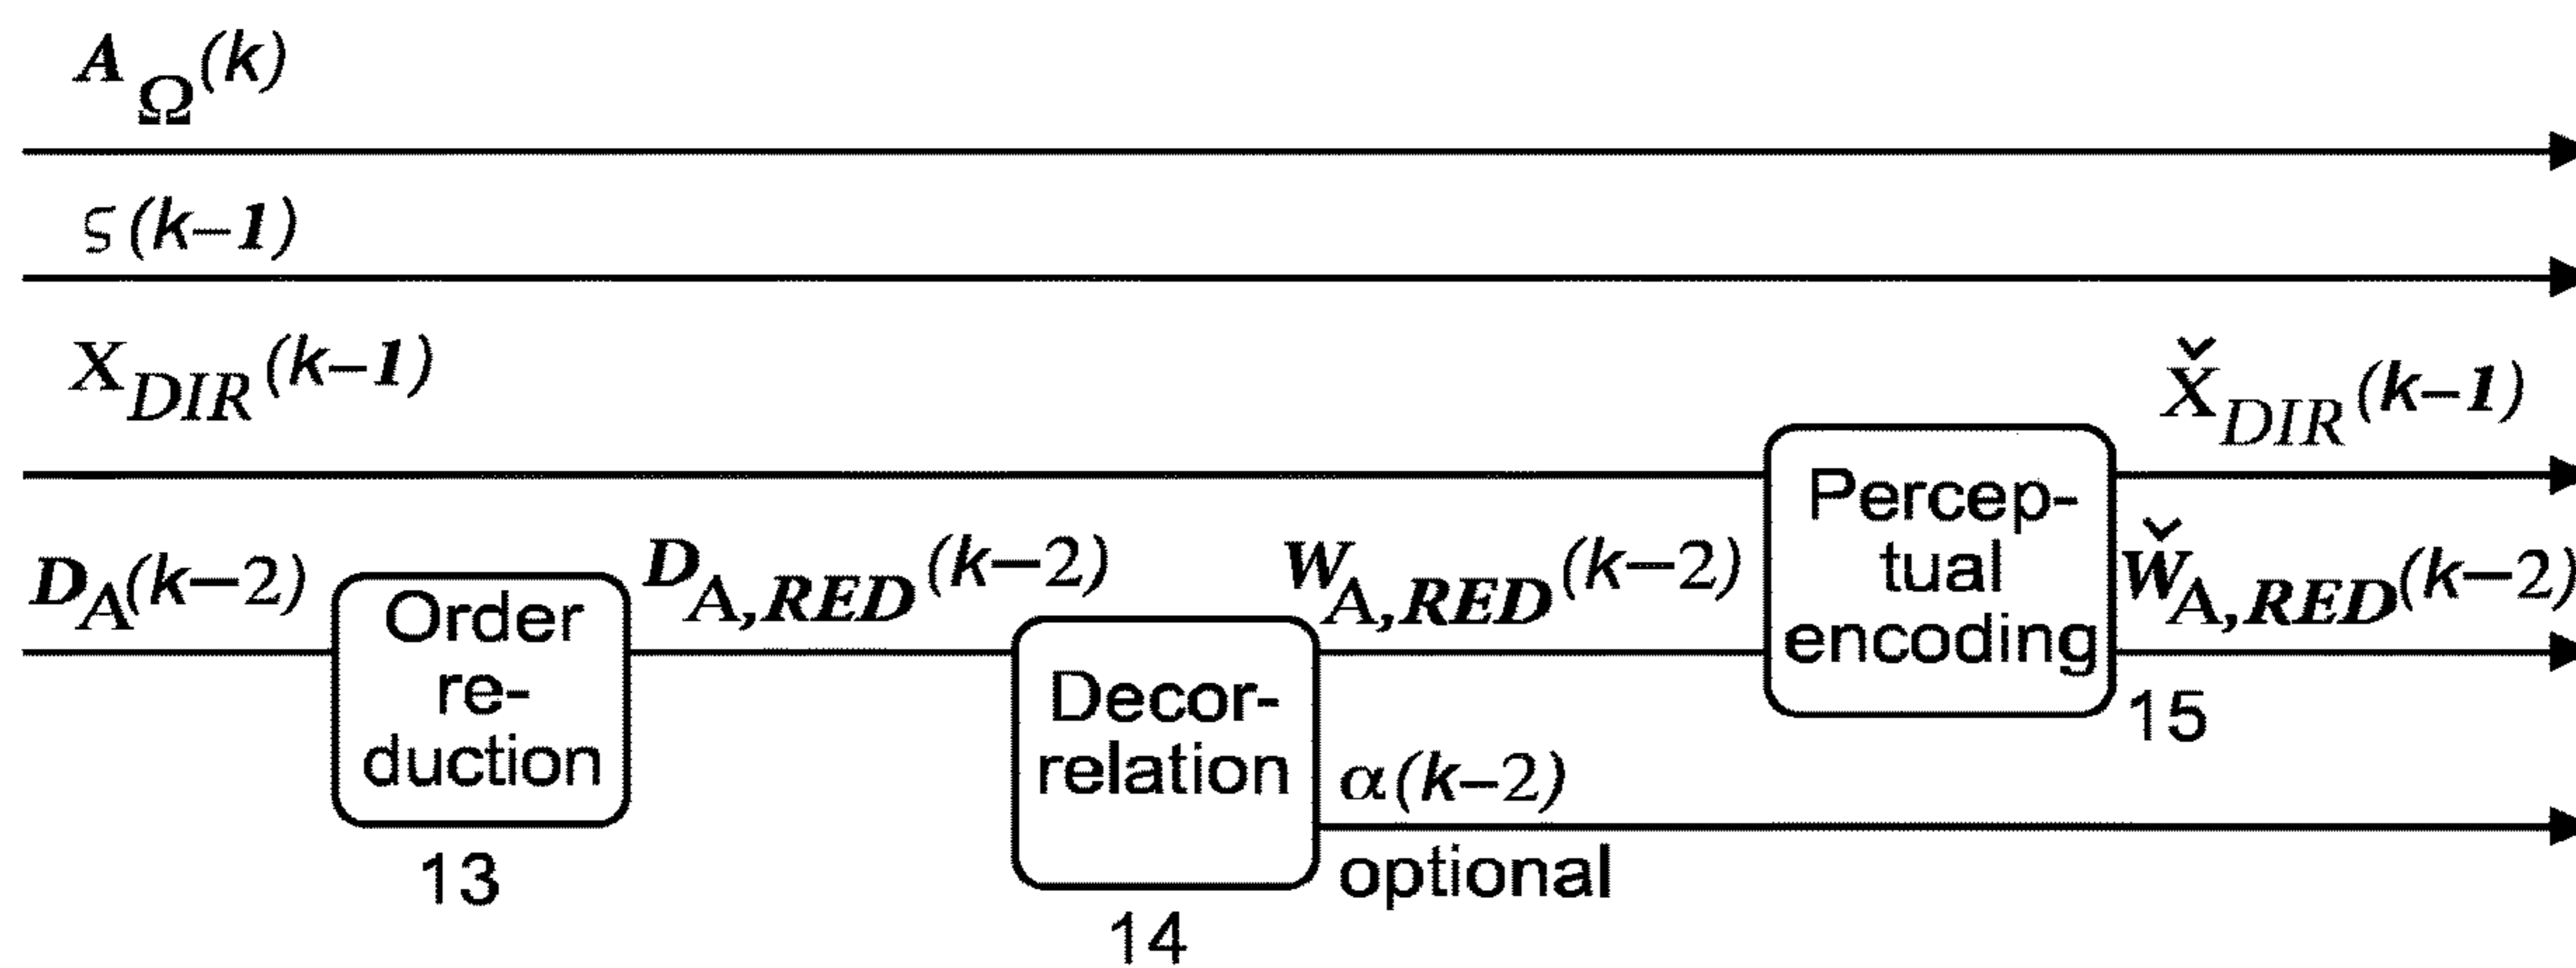 A_Ω(k)
ς(k–1)
X_DIR(k–1)
X̌_DIR(k–1)
D_A(k–2)
Order
re-
duction
13
D_A,RED(k–2)
Decor-
relation
14
W_A,RED(k–2)
α(k–2)
optional
Percep-
tual
encoding
15
W̌_A,RED(k–2)